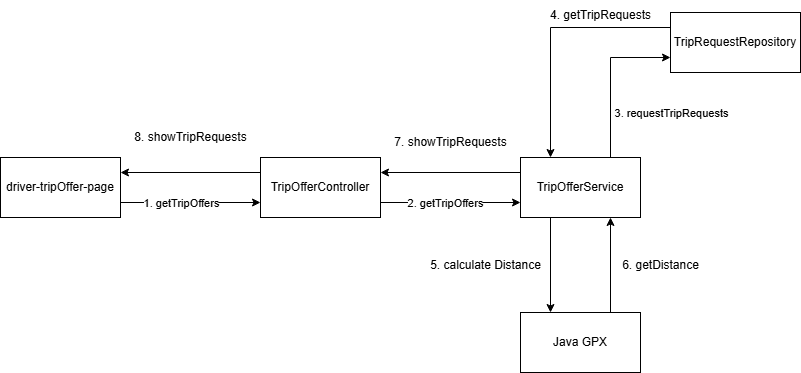 4. getTripRequests
TripRequestRepository
3. requestTripRequests
8. showTripRequests
7. showTripRequests
driver-tripOffer-page
TripOfferController
TripOfferService
1. getTripOffers
2. getTripOffers
5. calculate Distance
6. getDistance
Java GPX